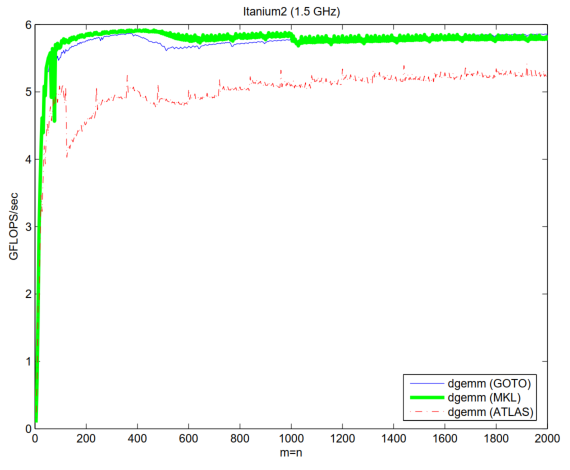 Itanium2 (1.5 GHz)
6
5
4
3
2
1
0
GFLOPS/sec
0 200 400 600 800 1000 1200 1400 1600 1800 2000
m=n
dgemm (GOTO)
dgemm (MKL)
dgemm (ATLAS)